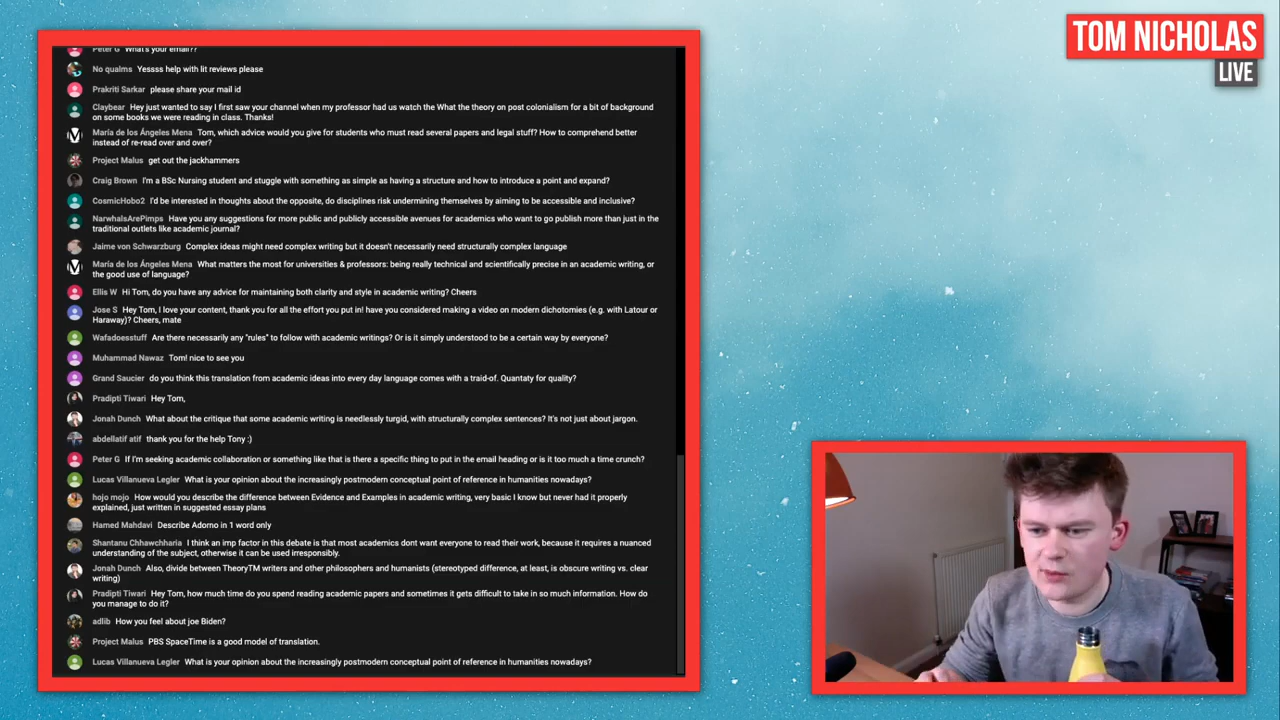 TOM NICHOLAS
LIVE
Peter G What's your email??
No qualms Yessss help with lit reviews please
Prakriti Sarkar please share your mail id
Claybear Hey just wanted to say I first saw your channel when my professor had us watch the What the theory on post colonialism for a bit of background
on some books we were reading in class. Thanks!
María de los Ángeles Mena Tom, which advice would you give for students who must read several papers and legal stuff? How to comprehend better
instead of re-read over and over?
Project Malus get out the jackhammers
Craig Brown I'm a BSc Nursing student and stuggle with something as simple as having a structure and how to introduce a point and expand?
CosmicHobo2 I'd be interested in thoughts about the opposite, do disciplines risk undermining themselves by aiming to be accessible and inclusive?
NarwhalsArePimps Have you any suggestions for more public and publicly accessible avenues for academics who want to go publish more than just in the
traditional outlets like academic journal?
Jaime von Schwarzburg Complex ideas might need complex writing but it doesn't necessarily need structurally complex language
María de los Ángeles Mena What matters the most for universities & professors: being really technical and scientifically precise in an academic writing, or
the good use of language?
Ellis W Hi Tom, do you have any advice for maintaining both clarity and style in academic writing? Cheers
Jose S Hey Tom, I love your content, thank you for all the effort you put in! have you considered making a video on modern dichotomies (e.g. with Latour or
Haraway)? Cheers, mate
Wafadoesstuff Are there necessarily any "rules" to follow with academic writings? Or is it simply understood to be a certain way by everyone?
Muhammad Nawaz Tom! nice to see you
Grand Saucier do you think this translation from academic ideas into every day language comes with a traid-of. Quantaty for quality?
Pradipti Tiwari Hey Tom,
Jonah Dunch What about the critique that some academic writing is needlessly turgid, with structurally complex sentences? It's not just about jargon.
abdellatif atif thank you for the help Tony :)
Peter G If I'm seeking academic collaboration or something like that is there a specific thing to put in the email heading or is it too much a time crunch?
Lucas Villanueva Legler What is your opinion about the increasingly postmodern conceptual point of reference in humanities nowadays?
hojo mojo How would you describe the difference between Evidence and Examples in academic writing, very basic I know but never had it properly
explained, just written in suggested essay plans
Hamed Mahdavi Describe Adorno in 1 word only
Shantanu Chhawchharia I think an imp factor in this debate is that most academics dont want everyone to read their work, because it requires a nuanced
understanding of the subject, otherwise it can be used irresponsibly.
Jonah Dunch Also, divide between TheoryTM writers and other philosophers and humanists (stereotyped difference, at least, is obscure writing vs. clear
writing)
Pradipti Tiwari Hey Tom, how much time do you spend reading academic papers and sometimes it gets difficult to take in so much information. How do
you manage to do it?
adlib How you feel about joe Biden?
Project Malus PBS SpaceTime is a good model of translation.
Lucas Villanueva Legler What is your opinion about the increasingly postmodern conceptual point of reference in humanities nowadays?